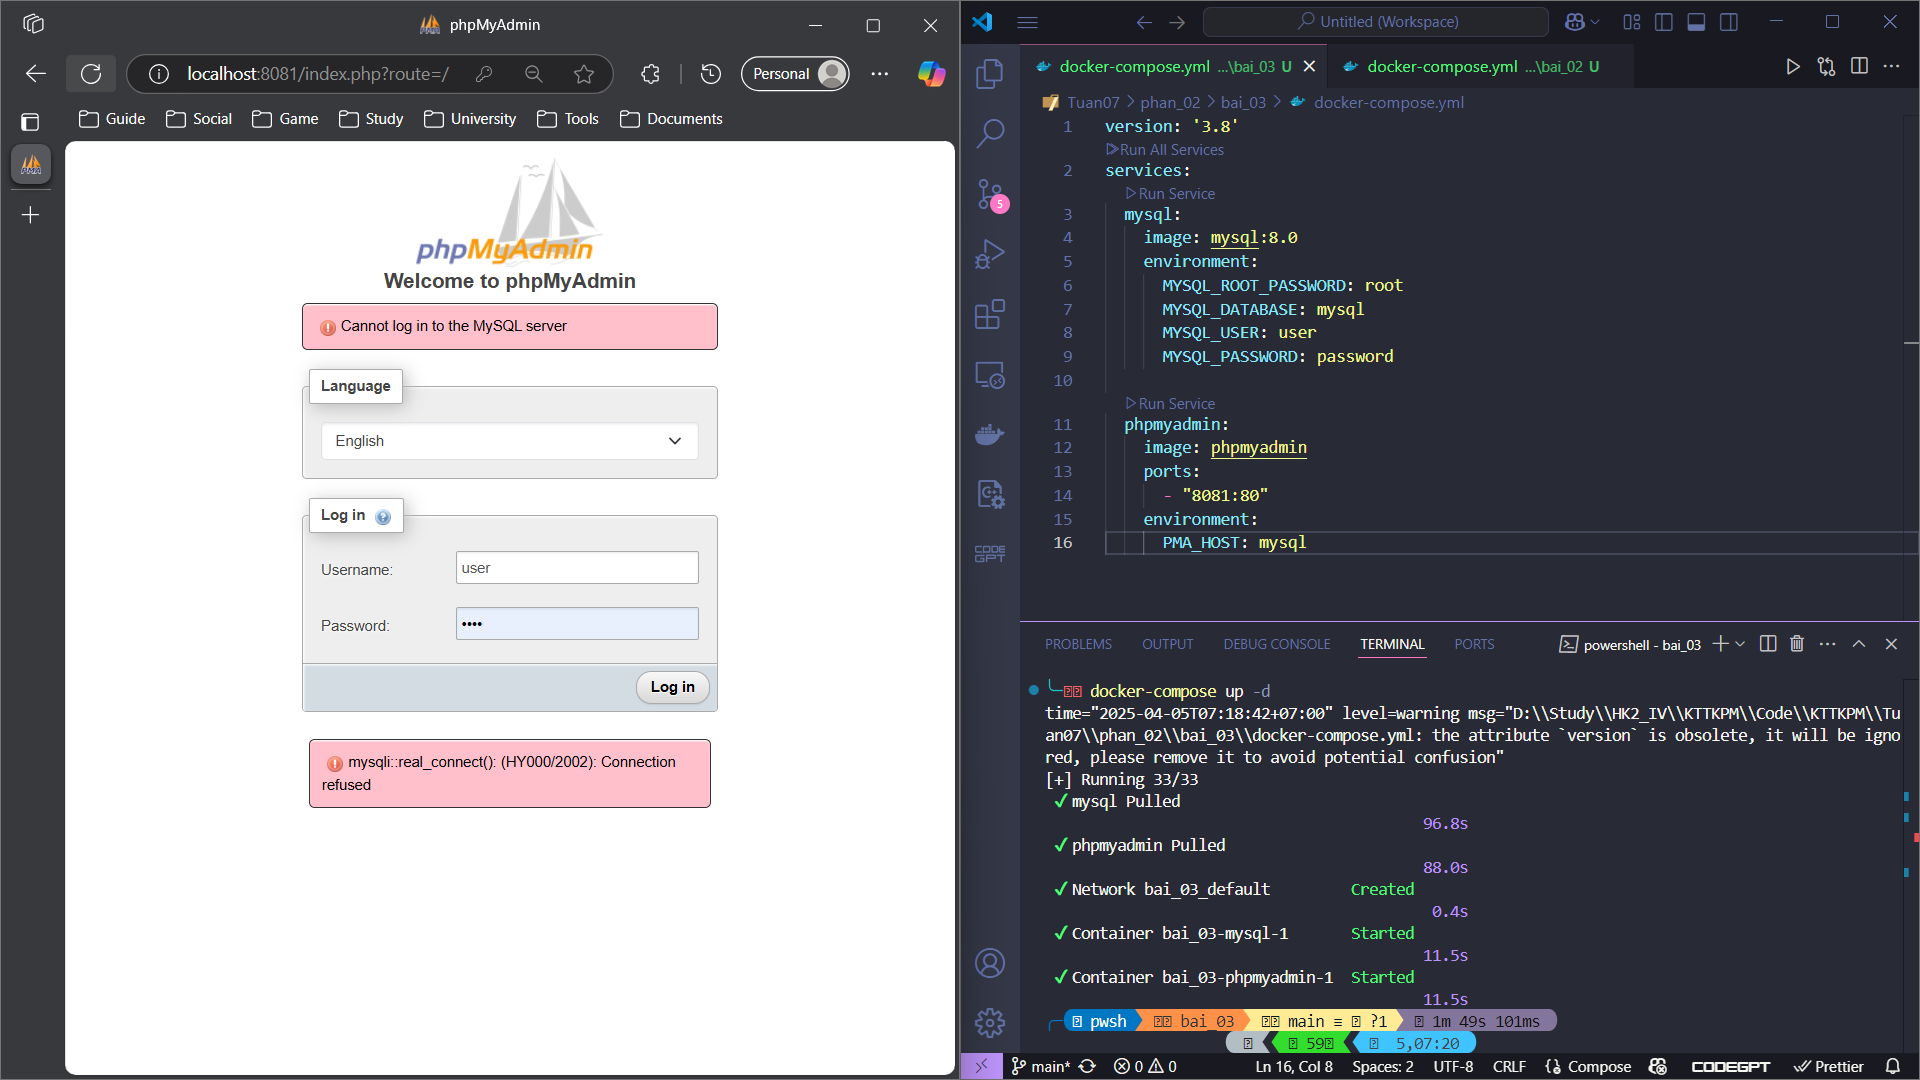 phpMyAdmin
localhost:8081/index.php?route=/
Personal
Guide
Social
Game
Study
University
Tools
Documents
PMA
phpMyAdmin
Welcome to phpMyAdmin
Cannot log in to the MySQL server
Language
English
Log in
Username:
user
Password:
••••
Log in
mysqli::real_connect(): (HY000/2002): Connection
refused
Untitled (Workspace)
docker-compose.yml ...\bai_03 U
docker-compose.yml ...\bai_02 U
Tuan07 > phan_02 > bai_03 > docker-compose.yml
5
CODE
GPT
1 version: '3.8'
Run All Services
2 services:
Run Service
3 mysql:
4 image: mysql:8.0
5 environment:
6 MYSQL_ROOT_PASSWORD: root
7 MYSQL_DATABASE: mysql
8 MYSQL_USER: user
9 MYSQL_PASSWORD: password
10
Run Service
11 phpmyadmin:
12 image: phpmyadmin
13 ports:
14 - "8081:80"
15 environment:
16 PMA_HOST: mysql
PROBLEMS OUTPUT DEBUG CONSOLE TERMINAL PORTS
powershell - bai_03
docker-compose up -d
time="2025-04-05T07:18:42+07:00" level=warning msg="D:\\Study\\HK2_IV\\KTTKPM\\Code\\KTTKPM\\Tu
an07\\phan_02\\bai_03\\docker-compose.yml: the attribute `version` is obsolete, it will be igno
red, please remove it to avoid potential confusion"
[+] Running 33/33
✓ mysql Pulled
96.8s
✓ phpmyadmin Pulled
88.0s
✓ Network bai_03_default Created
0.4s
✓ Container bai_03-mysql-1 Started
11.5s
✓ Container bai_03-phpmyadmin-1 Started
11.5s
pwsh bai_03 main ≡ ?1 1m 49s 101ms
59 5,07:20
main* 0 0
Ln 16, Col 8 Spaces: 2 UTF-8 CRLF Compose CODEGPT Prettier